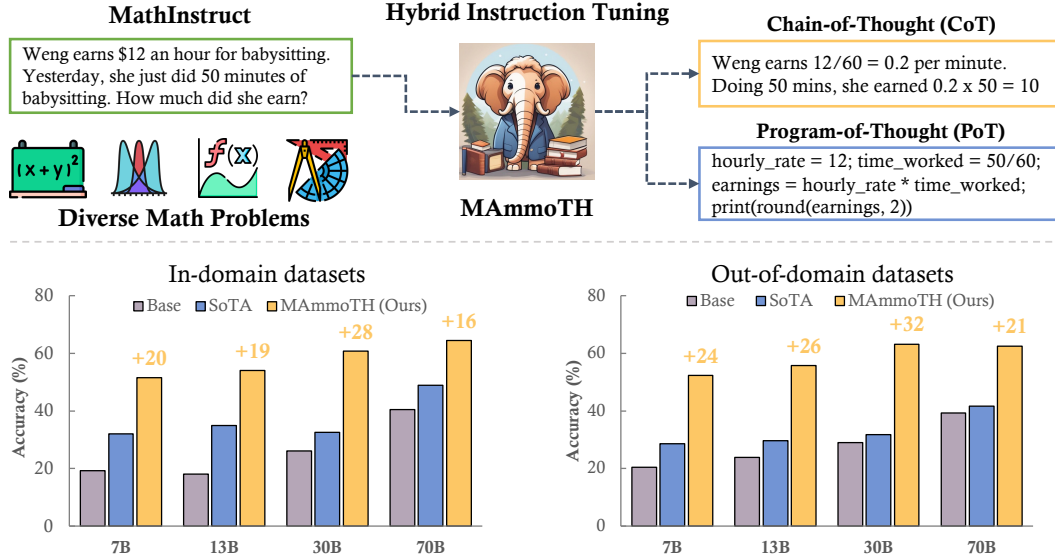 MathInstruct
Hybrid Instruction Tuning
Chain-of-Thought (CoT)
Weng earns $12 an hour for babysitting.
Yesterday, she just did 50 minutes of
babysitting. How much did she earn?
Weng earns 12/60 = 0.2 per minute.
Doing 50 mins, she earned 0.2 x 50 = 10
Program-of-Thought (PoT)
(x+y)²
f(x)
hourly_rate = 12; time_worked = 50/60;
earnings = hourly_rate * time_worked;
print(round(earnings, 2))
Diverse Math Problems
MAmmoTH
In-domain datasets
Base SoTA MAmmoTH (Ours)
Accuracy (%)
80
60
40
20
0
+20
+19
+28
+16
7B 13B 30B 70B
Out-of-domain datasets
Base SoTA MAmmoTH (Ours)
Accuracy (%)
80
60
40
20
0
+24
+26
+32
+21
7B 13B 30B 70B